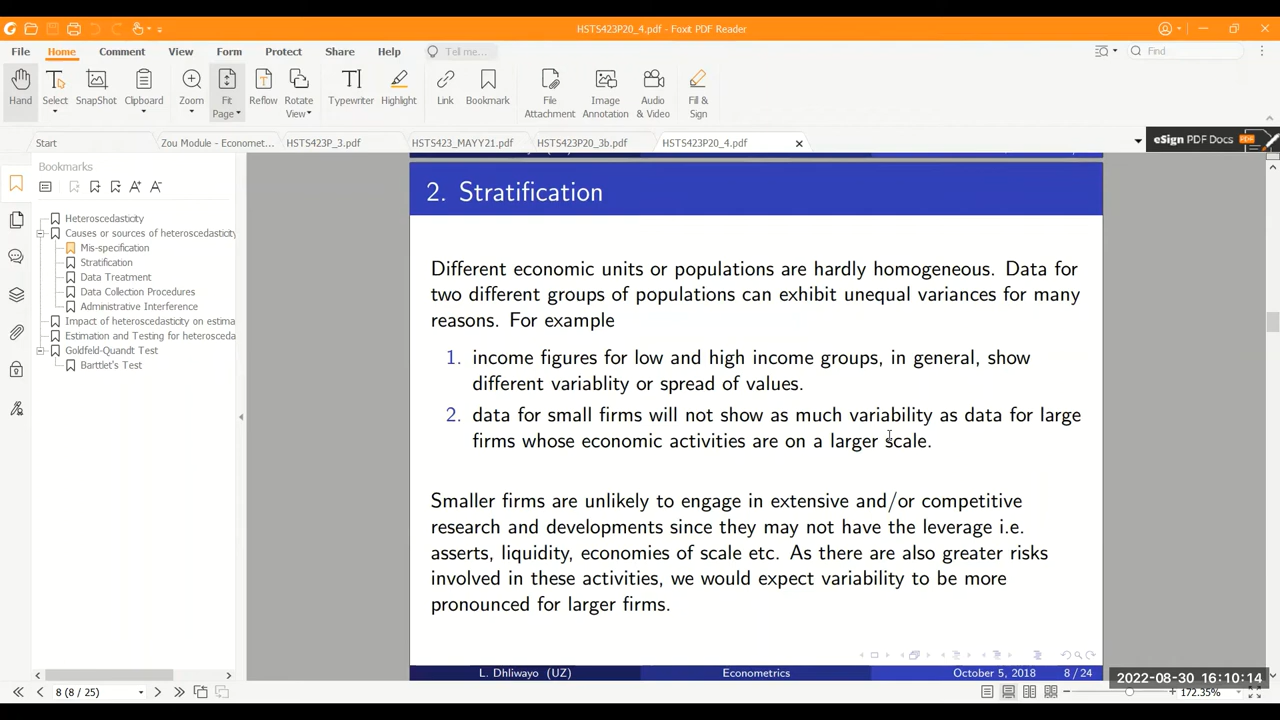 HSTS423P20_4.pdf - Foxit PDF Reader
File Home Comment View Form Protect Share Help Tell me... Find
Hand Select SnapShot Clipboard Zoom Fit Page Reflow Rotate View Typewriter Highlight Link Bookmark File Attachment Image Annotation Audio & Video Fill & Sign
Start Zou Module - Economet... HSTS423P_3.pdf HSTS423_MAYY21.pdf HSTS423P20_3b.pdf HSTS423P20_4.pdf eSign PDF Docs
Bookmarks
Heteroscedasticity
Causes or sources of heteroscedasticity
Mis-specification
Stratification
Data Treatment
Data Collection Procedures
Administrative Interference
Impact of heteroscedasticity on estima
Estimation and Testing for heterosceda
Goldfeld-Quandt Test
Barttlet's Test
2. Stratification
Different economic units or populations are hardly homogeneous. Data for
two different groups of populations can exhibit unequal variances for many
reasons. For example
1. income figures for low and high income groups, in general, show
different variablity or spread of values.
2. data for small firms will not show as much variability as data for large
firms whose economic activities are on a larger scale.
Smaller firms are unlikely to engage in extensive and/or competitive
research and developments since they may not have the leverage i.e.
asserts, liquidity, economies of scale etc. As there are also greater risks
involved in these activities, we would expect variability to be more
pronounced for larger firms.
L. Dhliwayo (UZ) Econometrics October 5, 2018 8 / 24
8 (8 / 25) 172.35%
2022-08-30 16:10:14